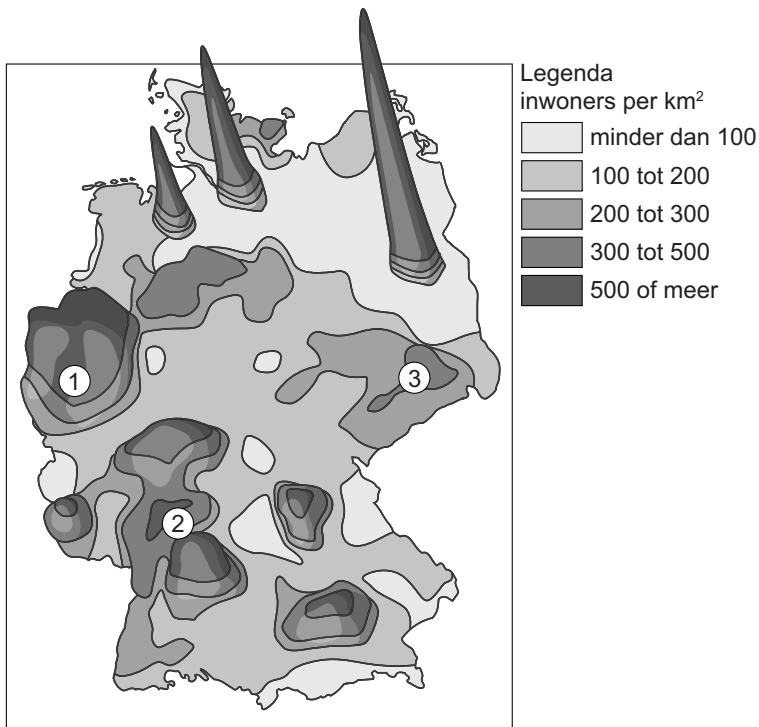 Legenda
inwoners per km²
minder dan 100
100 tot 200
200 tot 300
300 tot 500
500 of meer
1
3
2